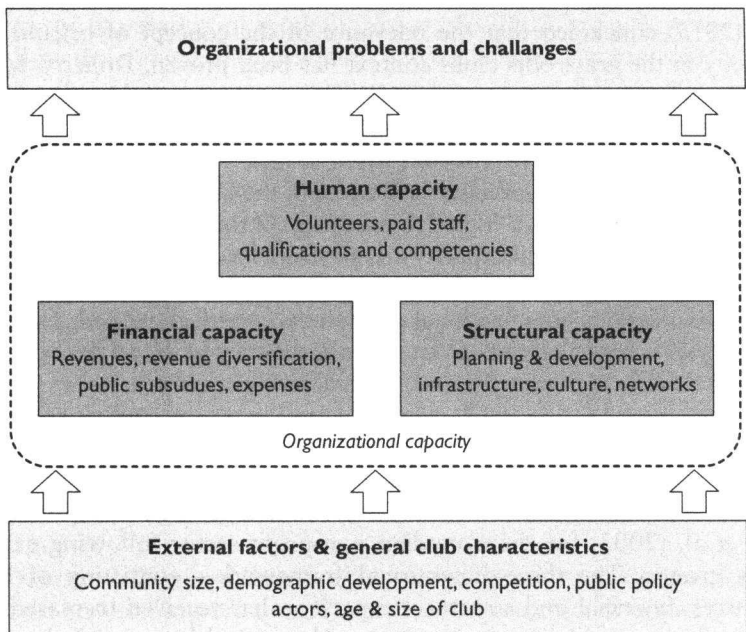 Organizational problems and challanges
Human capacity
Volunteers, paid staff,
qualifications and competencies
Financial capacity
Revenues, revenue diversification,
public subsudues, expenses
Structural capacity
Planning & development,
infrastructure, culture, networks
Organizational capacity
External factors & general club characteristics
Community size, demographic development, competition, public policy
actors, age & size of club